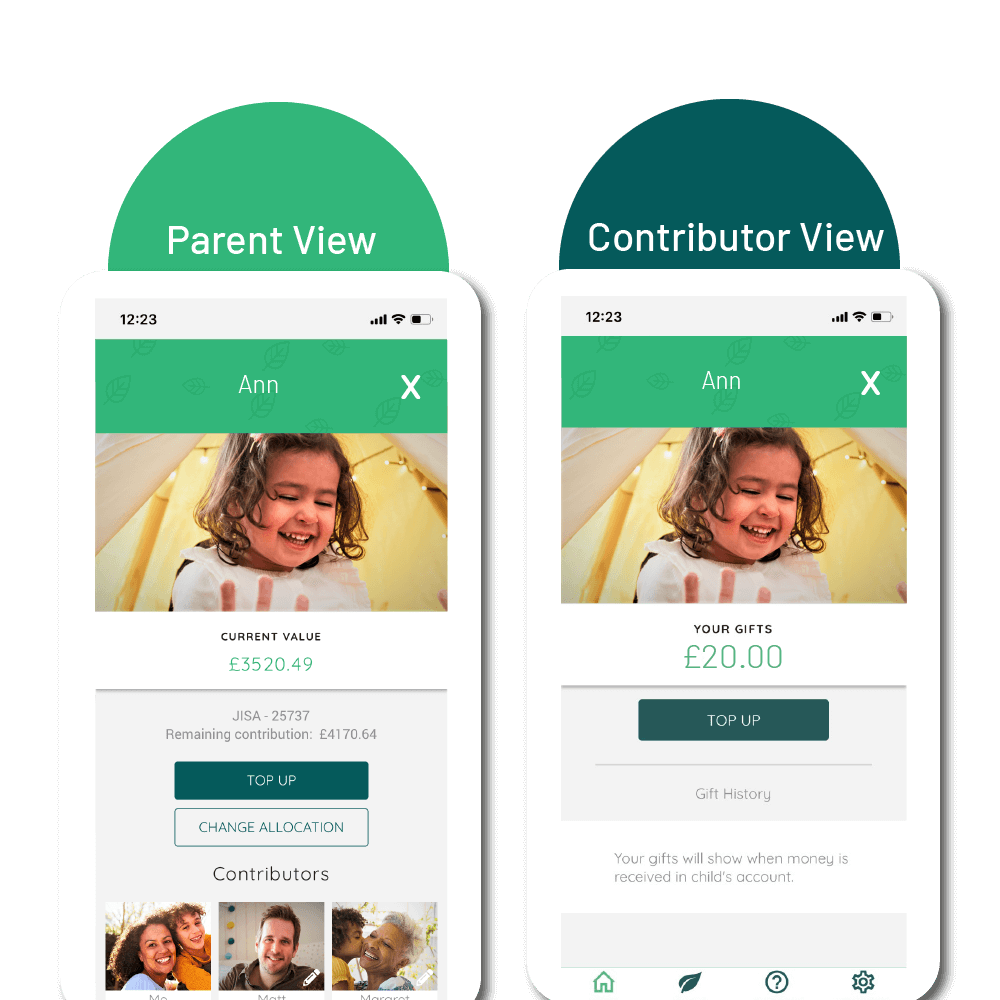 Parent View
12:23
Ann
X
CURRENT VALUE
£3520.49
JISA - 25737
Remaining contribution: £4170.64
TOP UP
CHANGE ALLOCATION
Contributors
Me
Matt
Margaret
Contributor View
12:23
Ann
X
YOUR GIFTS
£20.00
TOP UP
Gift History
Your gifts will show when money is
received in child's account.